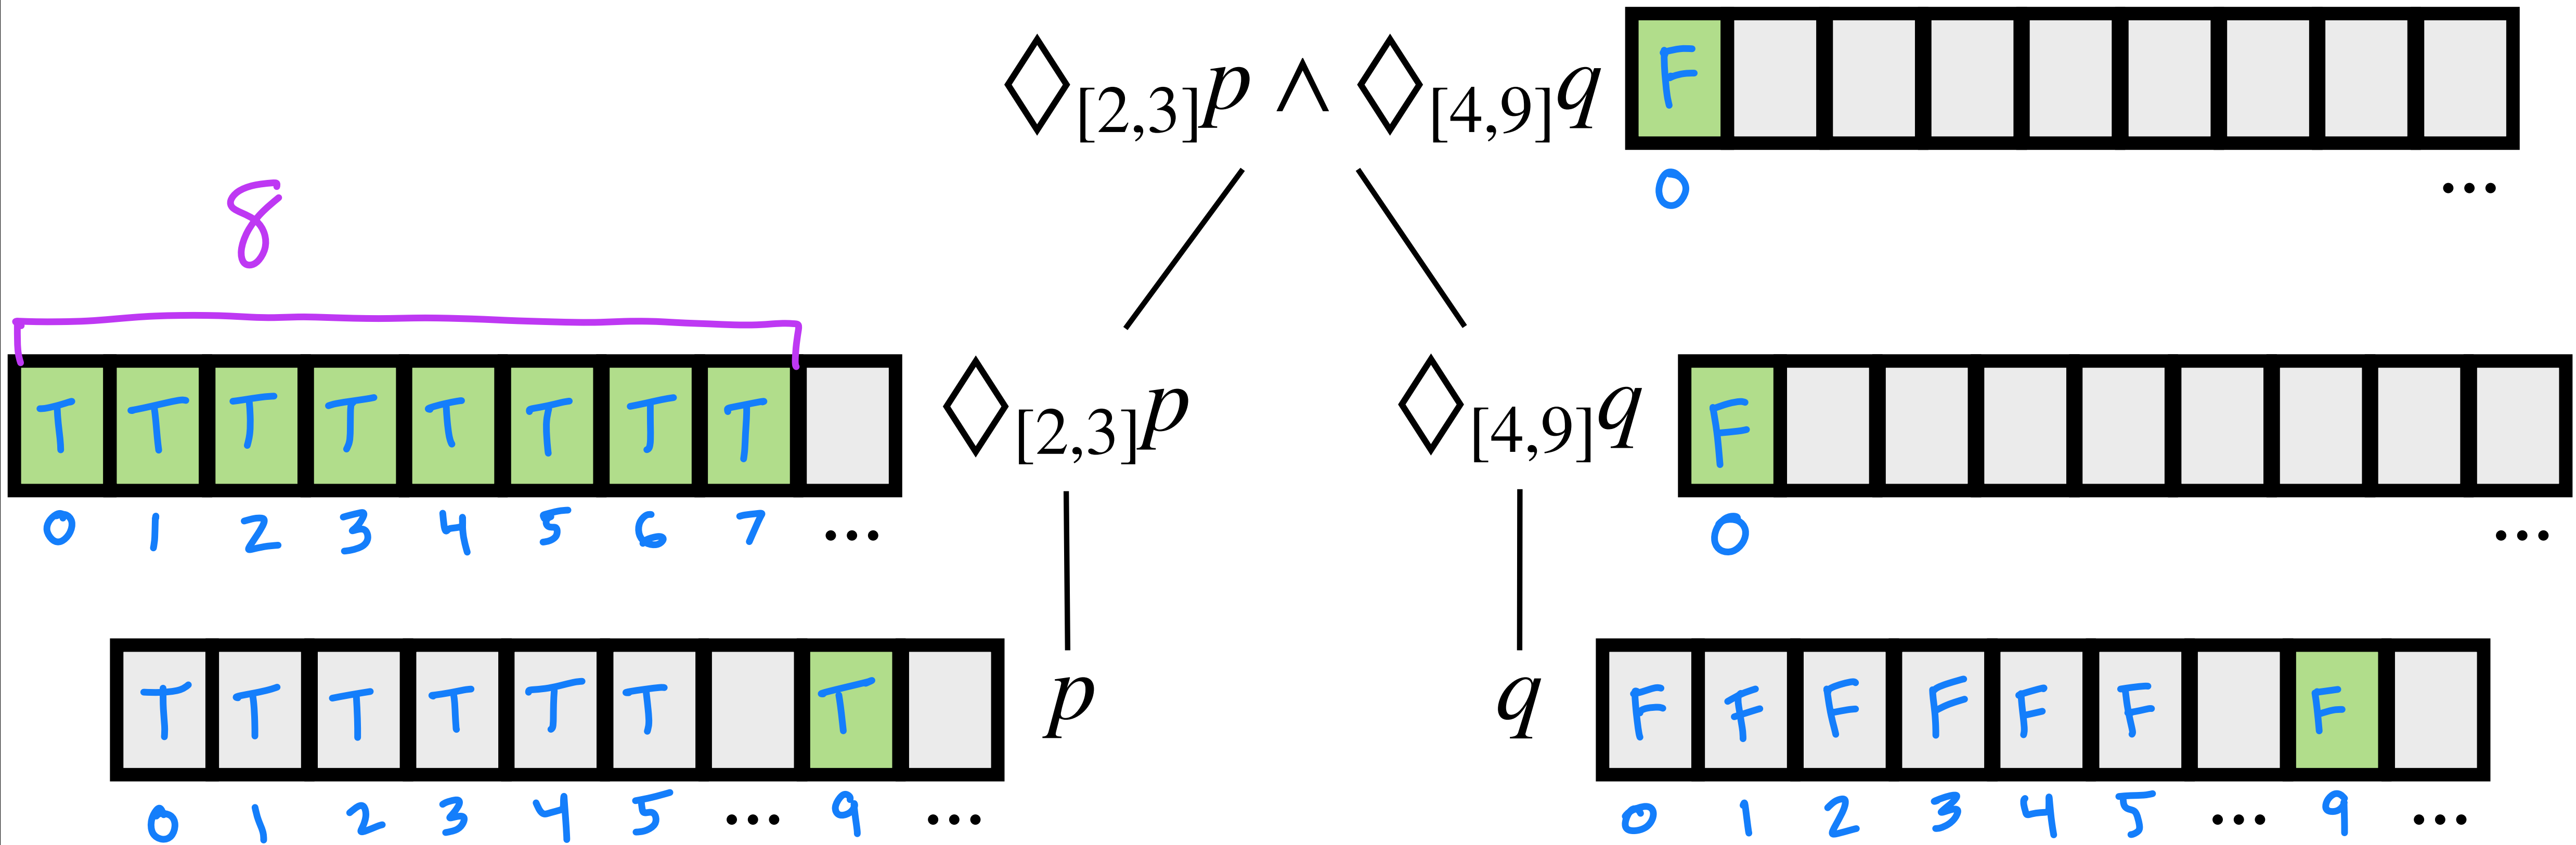 ◇[2,3]p ∧ ◇[4,9]q F
0 ...
8
T T T T T T T T
0 1 2 3 4 5 6 7 ...
◇[2,3]p
◇[4,9]q
F
0 ...
T T T T T T T
0 1 2 3 4 5 ... 9 ...
p
q
F F F F F F F
0 1 2 3 4 5 ... 9 ...